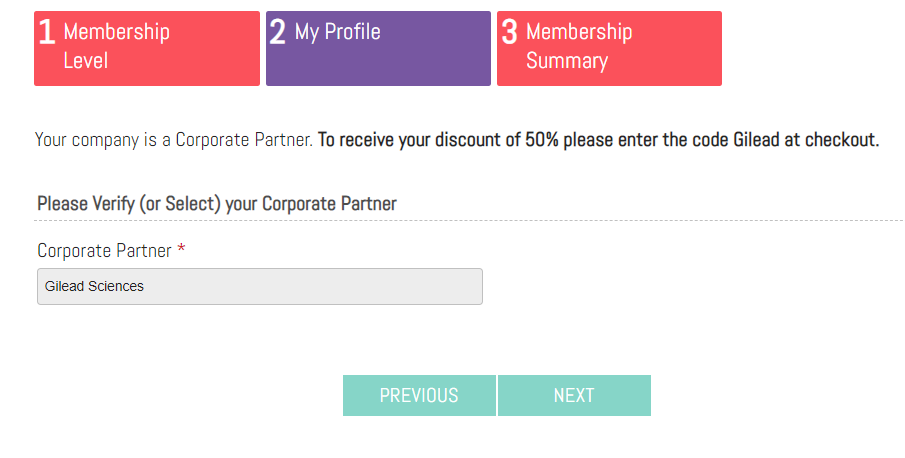 1 Membership Level
2 My Profile
3 Membership Summary
Your company is a Corporate Partner. To receive your discount of 50% please enter the code Gilead at checkout.
Please Verify (or Select) your Corporate Partner
Corporate Partner *
Gilead Sciences
PREVIOUS
NEXT